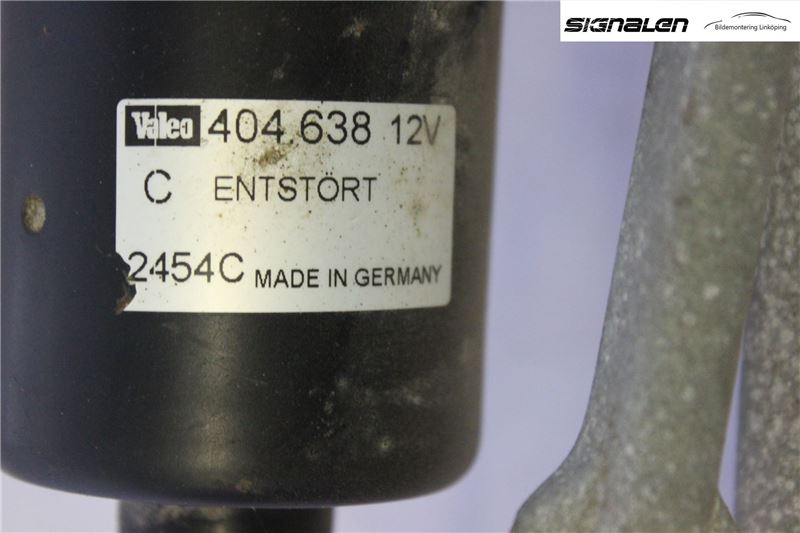 SIGNALEN
Bildemontering Linköping
Valeo 404.638 12V
C ENTSTÖRT
2454C MADE IN GERMANY